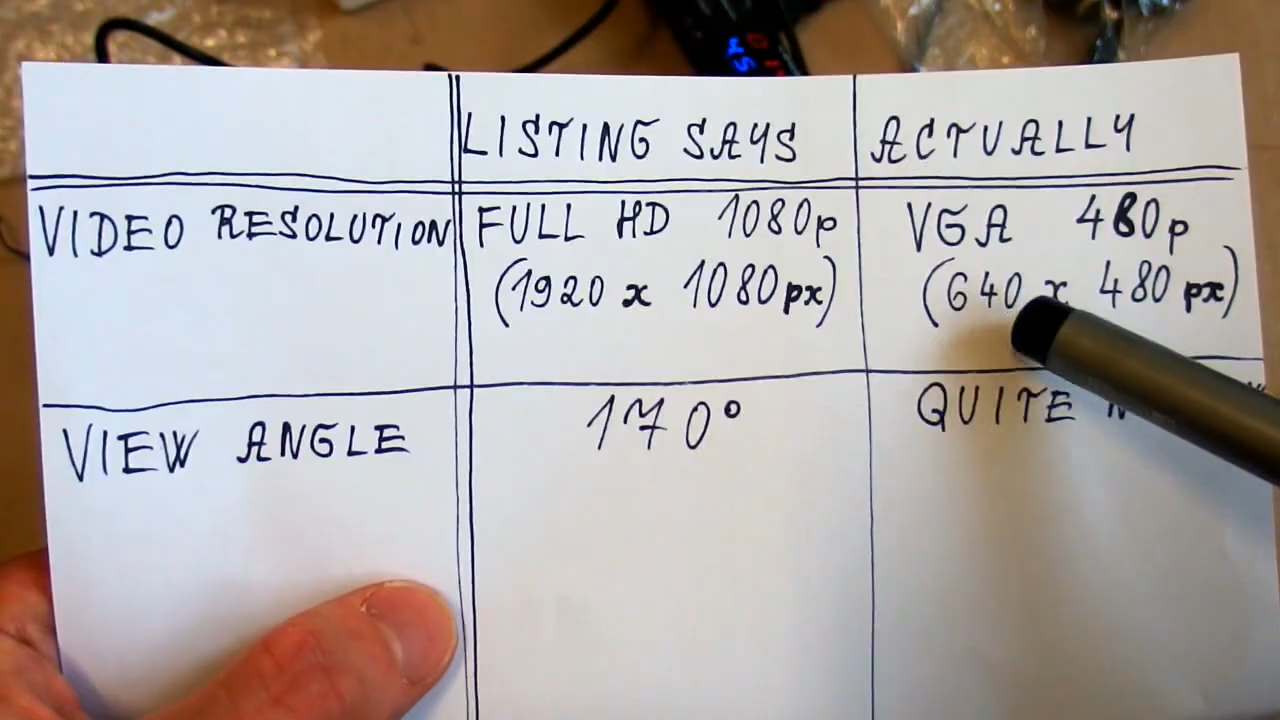 LISTING SAYS
ACTUALLY
VIDEO RESOLUTION
FULL HD 1080p
(1920 x 1080px)
VGA 480p
(640 x 480 px)
VIEW ANGLE
170°
QUITE